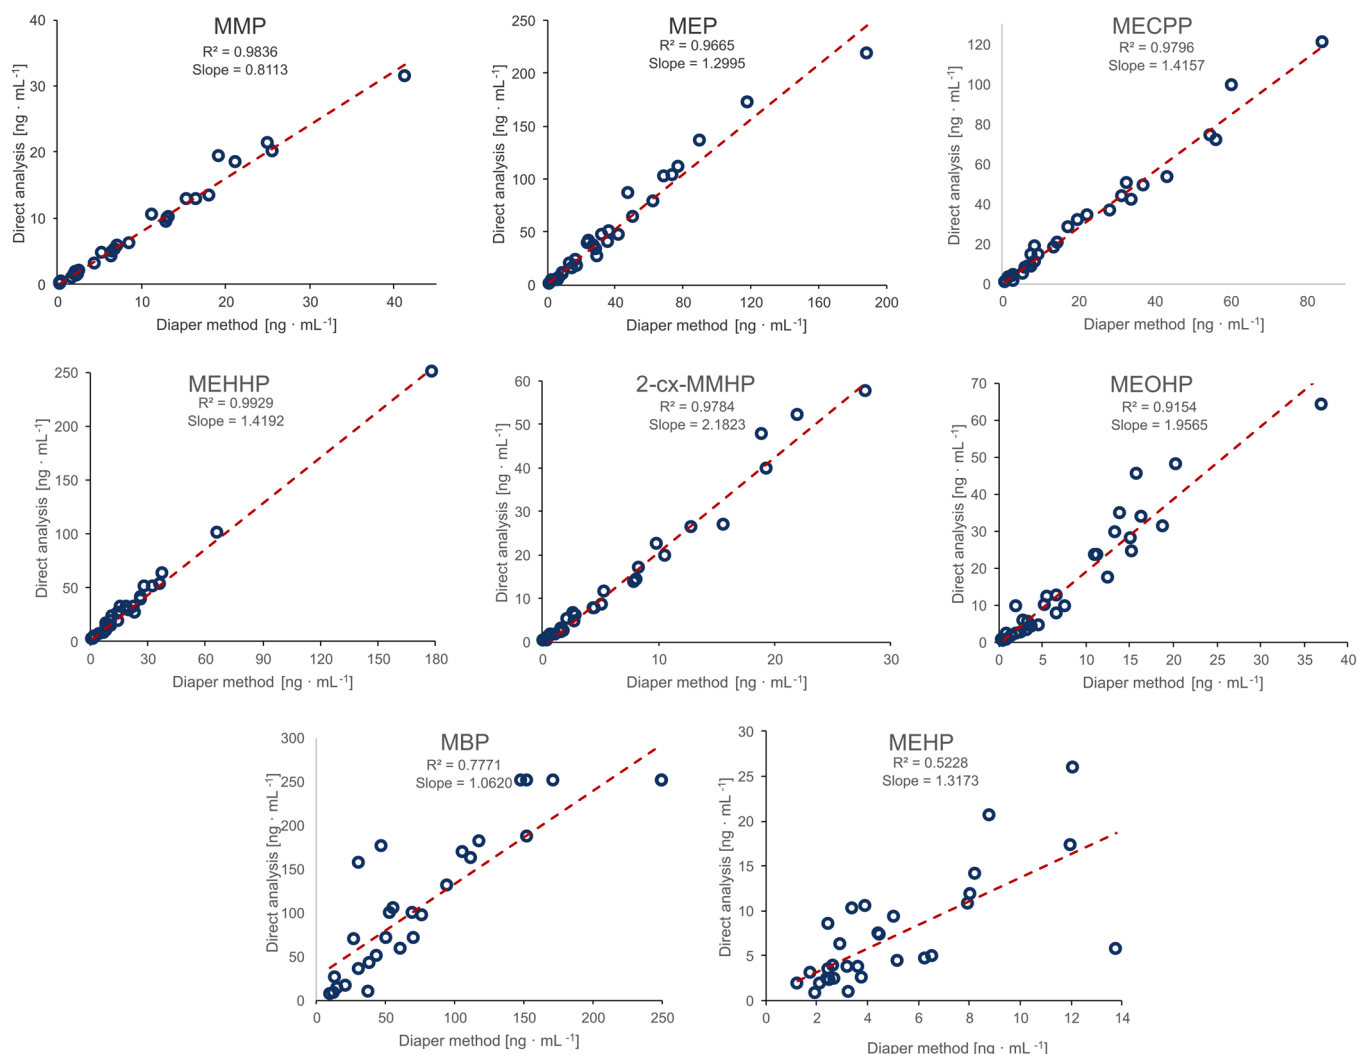 MMP
R² = 0.9836
Slope = 0.8113
Direct analysis [ng · mL⁻¹]
40
30
20
10
0
0 10 20 30 40
Diaper method [ng · mL⁻¹]
MEP
R² = 0.9665
Slope = 1.2995
Direct analysis [ng · mL⁻¹]
250
200
150
100
50
0
0 40 80 120 160 200
Diaper method [ng · mL⁻¹]
MECPP
R² = 0.9796
Slope = 1.4157
Direct analysis [ng · mL⁻¹]
120
100
80
60
40
20
0
0 20 40 60 80
Diaper method [ng · mL⁻¹]
MEHHP
R² = 0.9929
Slope = 1.4192
Direct analysis [ng · mL⁻¹]
250
200
150
100
50
0
0 30 60 90 120 150 180
Diaper method [ng · mL⁻¹]
2-cx-MMHP
R² = 0.9784
Slope = 2.1823
Direct analysis [ng · mL⁻¹]
60
50
40
30
20
10
0
0 10 20 30
Diaper method [ng · mL⁻¹]
MEOHP
R² = 0.9154
Slope = 1.9565
Direct analysis [ng · mL⁻¹]
70
60
50
40
30
20
10
0
0 5 10 15 20 25 30 35 40
Diaper method [ng · mL⁻¹]
MBP
R² = 0.7771
Slope = 1.0620
Direct analysis [ng · mL⁻¹]
300
250
200
150
100
50
0
0 50 100 150 200 250
Diaper method [ng · mL⁻¹]
MEHP
R² = 0.5228
Slope = 1.3173
Direct analysis [ng · mL⁻¹]
30
25
20
15
10
5
0
0 2 4 6 8 10 12 14
Diaper method [ng · mL⁻¹]